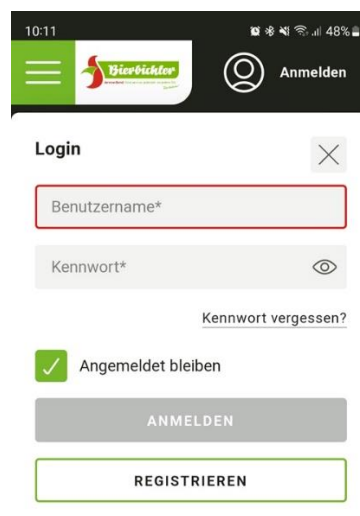 10:11 48%
Bierbichler Anmelden
Login
Benutzername*
Kennwort*
Kennwort vergessen?
Angemeldet bleiben
ANMELDEN
REGISTRIEREN